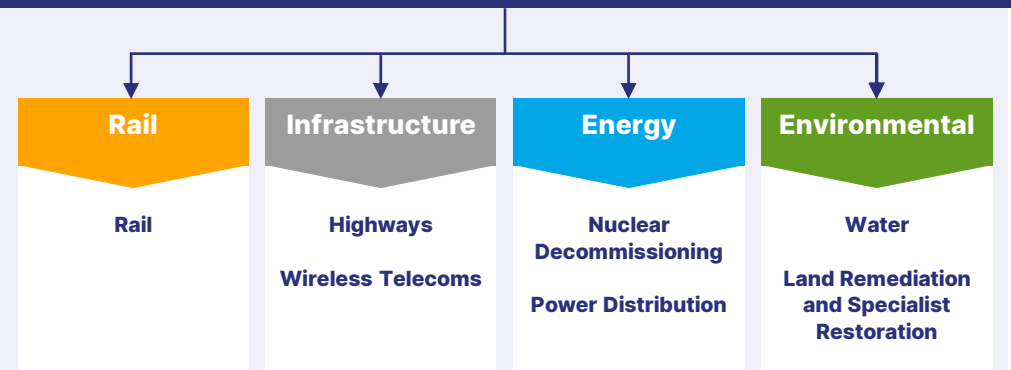 Rail
Infrastructure
Energy
Environmental
Rail
Highways
Wireless Telecoms
Nuclear
Decommissioning
Power Distribution
Water
Land Remediation
and Specialist
Restoration